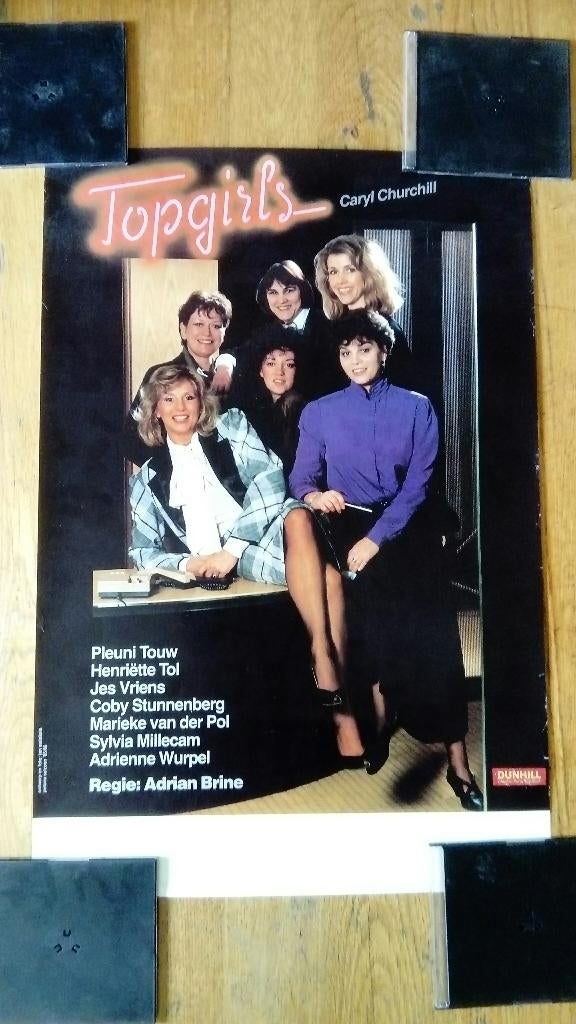 Topgirls
Caryl Churchill
Pleuni Touw
Henriëtte Tol
Jes Vriens
Coby Stunnenberg
Marieke van der Pol
Sylvia Millecam
Adrienne Wurpel
Regie: Adrian Brine
DUNHILL